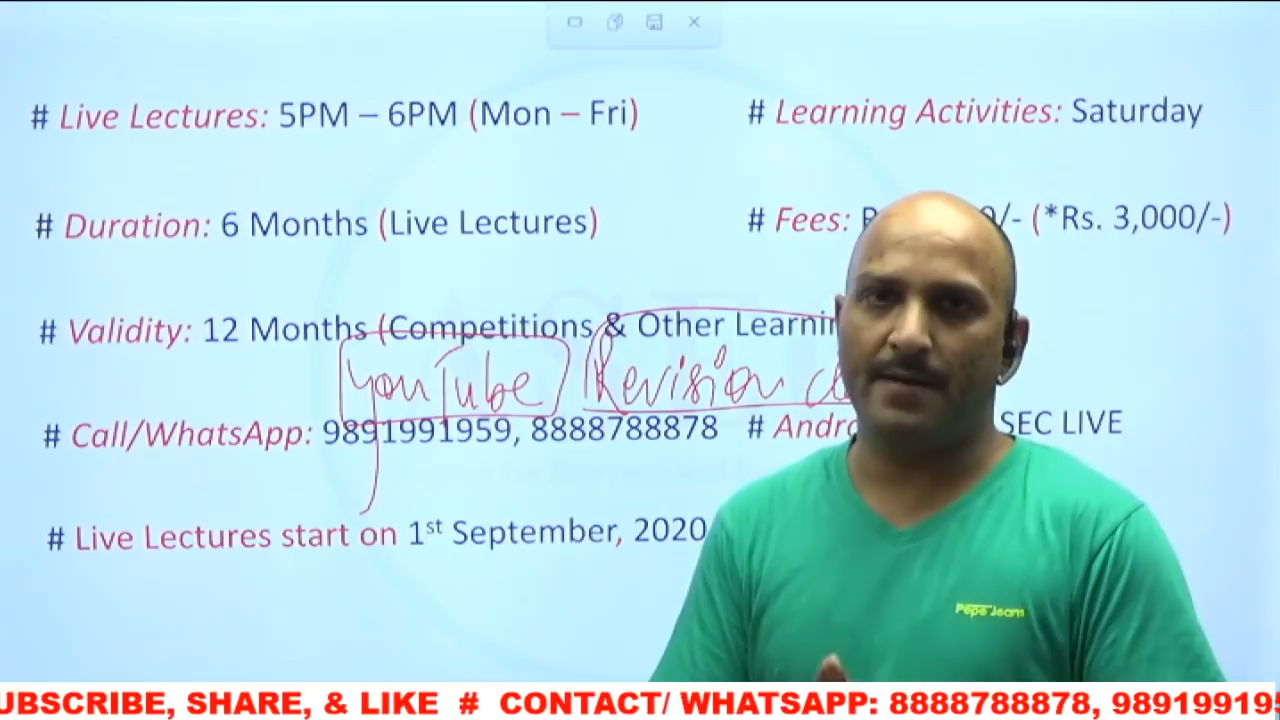 # Live Lectures: 5PM – 6PM (Mon – Fri)
# Learning Activities: Saturday
# Duration: 6 Months (Live Lectures)
# Fees: /- (*Rs. 3,000/-)
# Validity: 12 Months (Competitions & Other
YouTube Revision
# Call/WhatsApp: 9891991959, 8888788878
# SEC LIVE
# Live Lectures start on 1st September, 2020
Pepe Jeans
UBSCRIBE, SHARE, & LIKE # CONTACT/ WHATSAPP: 8888788878, 98919919